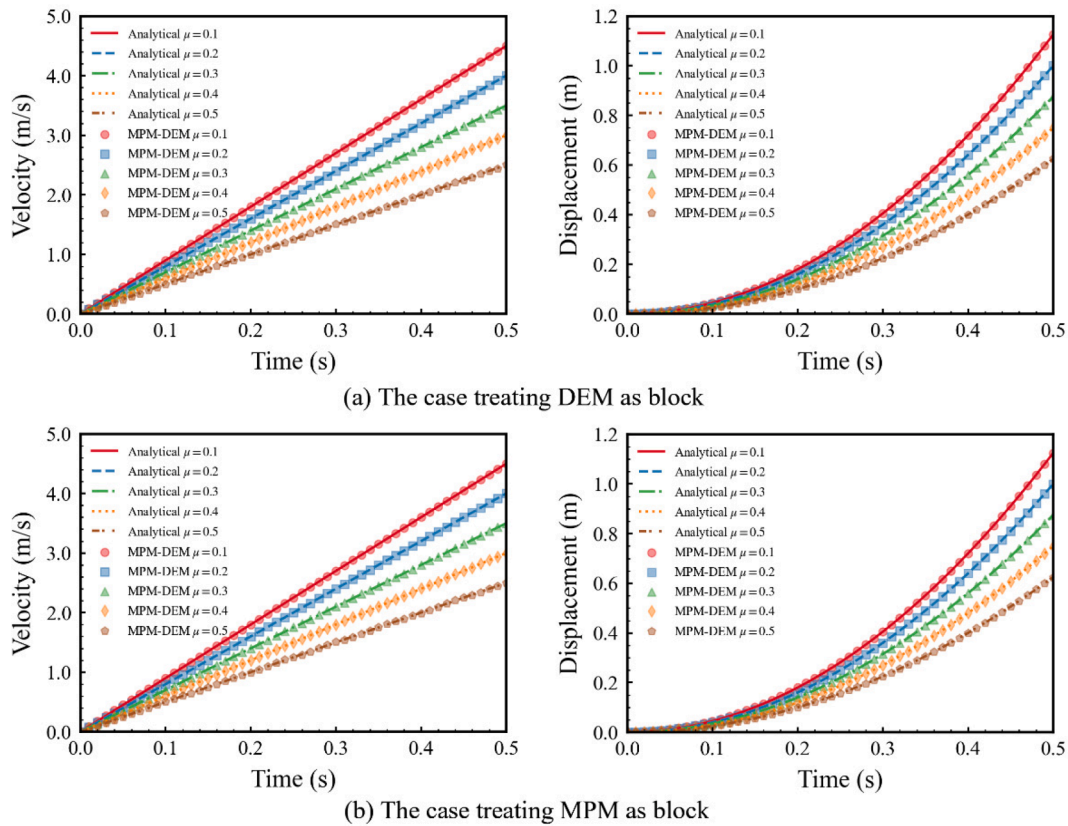 Velocity (m/s)
5.0
4.0
3.0
2.0
1.0
0.0
Analytical μ = 0.1
Analytical μ = 0.2
Analytical μ = 0.3
Analytical μ = 0.4
Analytical μ = 0.5
MPM-DEM μ = 0.1
MPM-DEM μ = 0.2
MPM-DEM μ = 0.3
MPM-DEM μ = 0.4
MPM-DEM μ = 0.5
0.0 0.1 0.2 0.3 0.4 0.5
Time (s)
Displacement (m)
1.2
1.0
0.8
0.6
0.4
0.2
0.0
Analytical μ = 0.1
Analytical μ = 0.2
Analytical μ = 0.3
Analytical μ = 0.4
Analytical μ = 0.5
MPM-DEM μ = 0.1
MPM-DEM μ = 0.2
MPM-DEM μ = 0.3
MPM-DEM μ = 0.4
MPM-DEM μ = 0.5
0.0 0.1 0.2 0.3 0.4 0.5
Time (s)
(a) The case treating DEM as block
Velocity (m/s)
5.0
4.0
3.0
2.0
1.0
0.0
Analytical μ = 0.1
Analytical μ = 0.2
Analytical μ = 0.3
Analytical μ = 0.4
Analytical μ = 0.5
MPM-DEM μ = 0.1
MPM-DEM μ = 0.2
MPM-DEM μ = 0.3
MPM-DEM μ = 0.4
MPM-DEM μ = 0.5
0.0 0.1 0.2 0.3 0.4 0.5
Time (s)
Displacement (m)
1.2
1.0
0.8
0.6
0.4
0.2
0.0
Analytical μ = 0.1
Analytical μ = 0.2
Analytical μ = 0.3
Analytical μ = 0.4
Analytical μ = 0.5
MPM-DEM μ = 0.1
MPM-DEM μ = 0.2
MPM-DEM μ = 0.3
MPM-DEM μ = 0.4
MPM-DEM μ = 0.5
0.0 0.1 0.2 0.3 0.4 0.5
Time (s)
(b) The case treating MPM as block